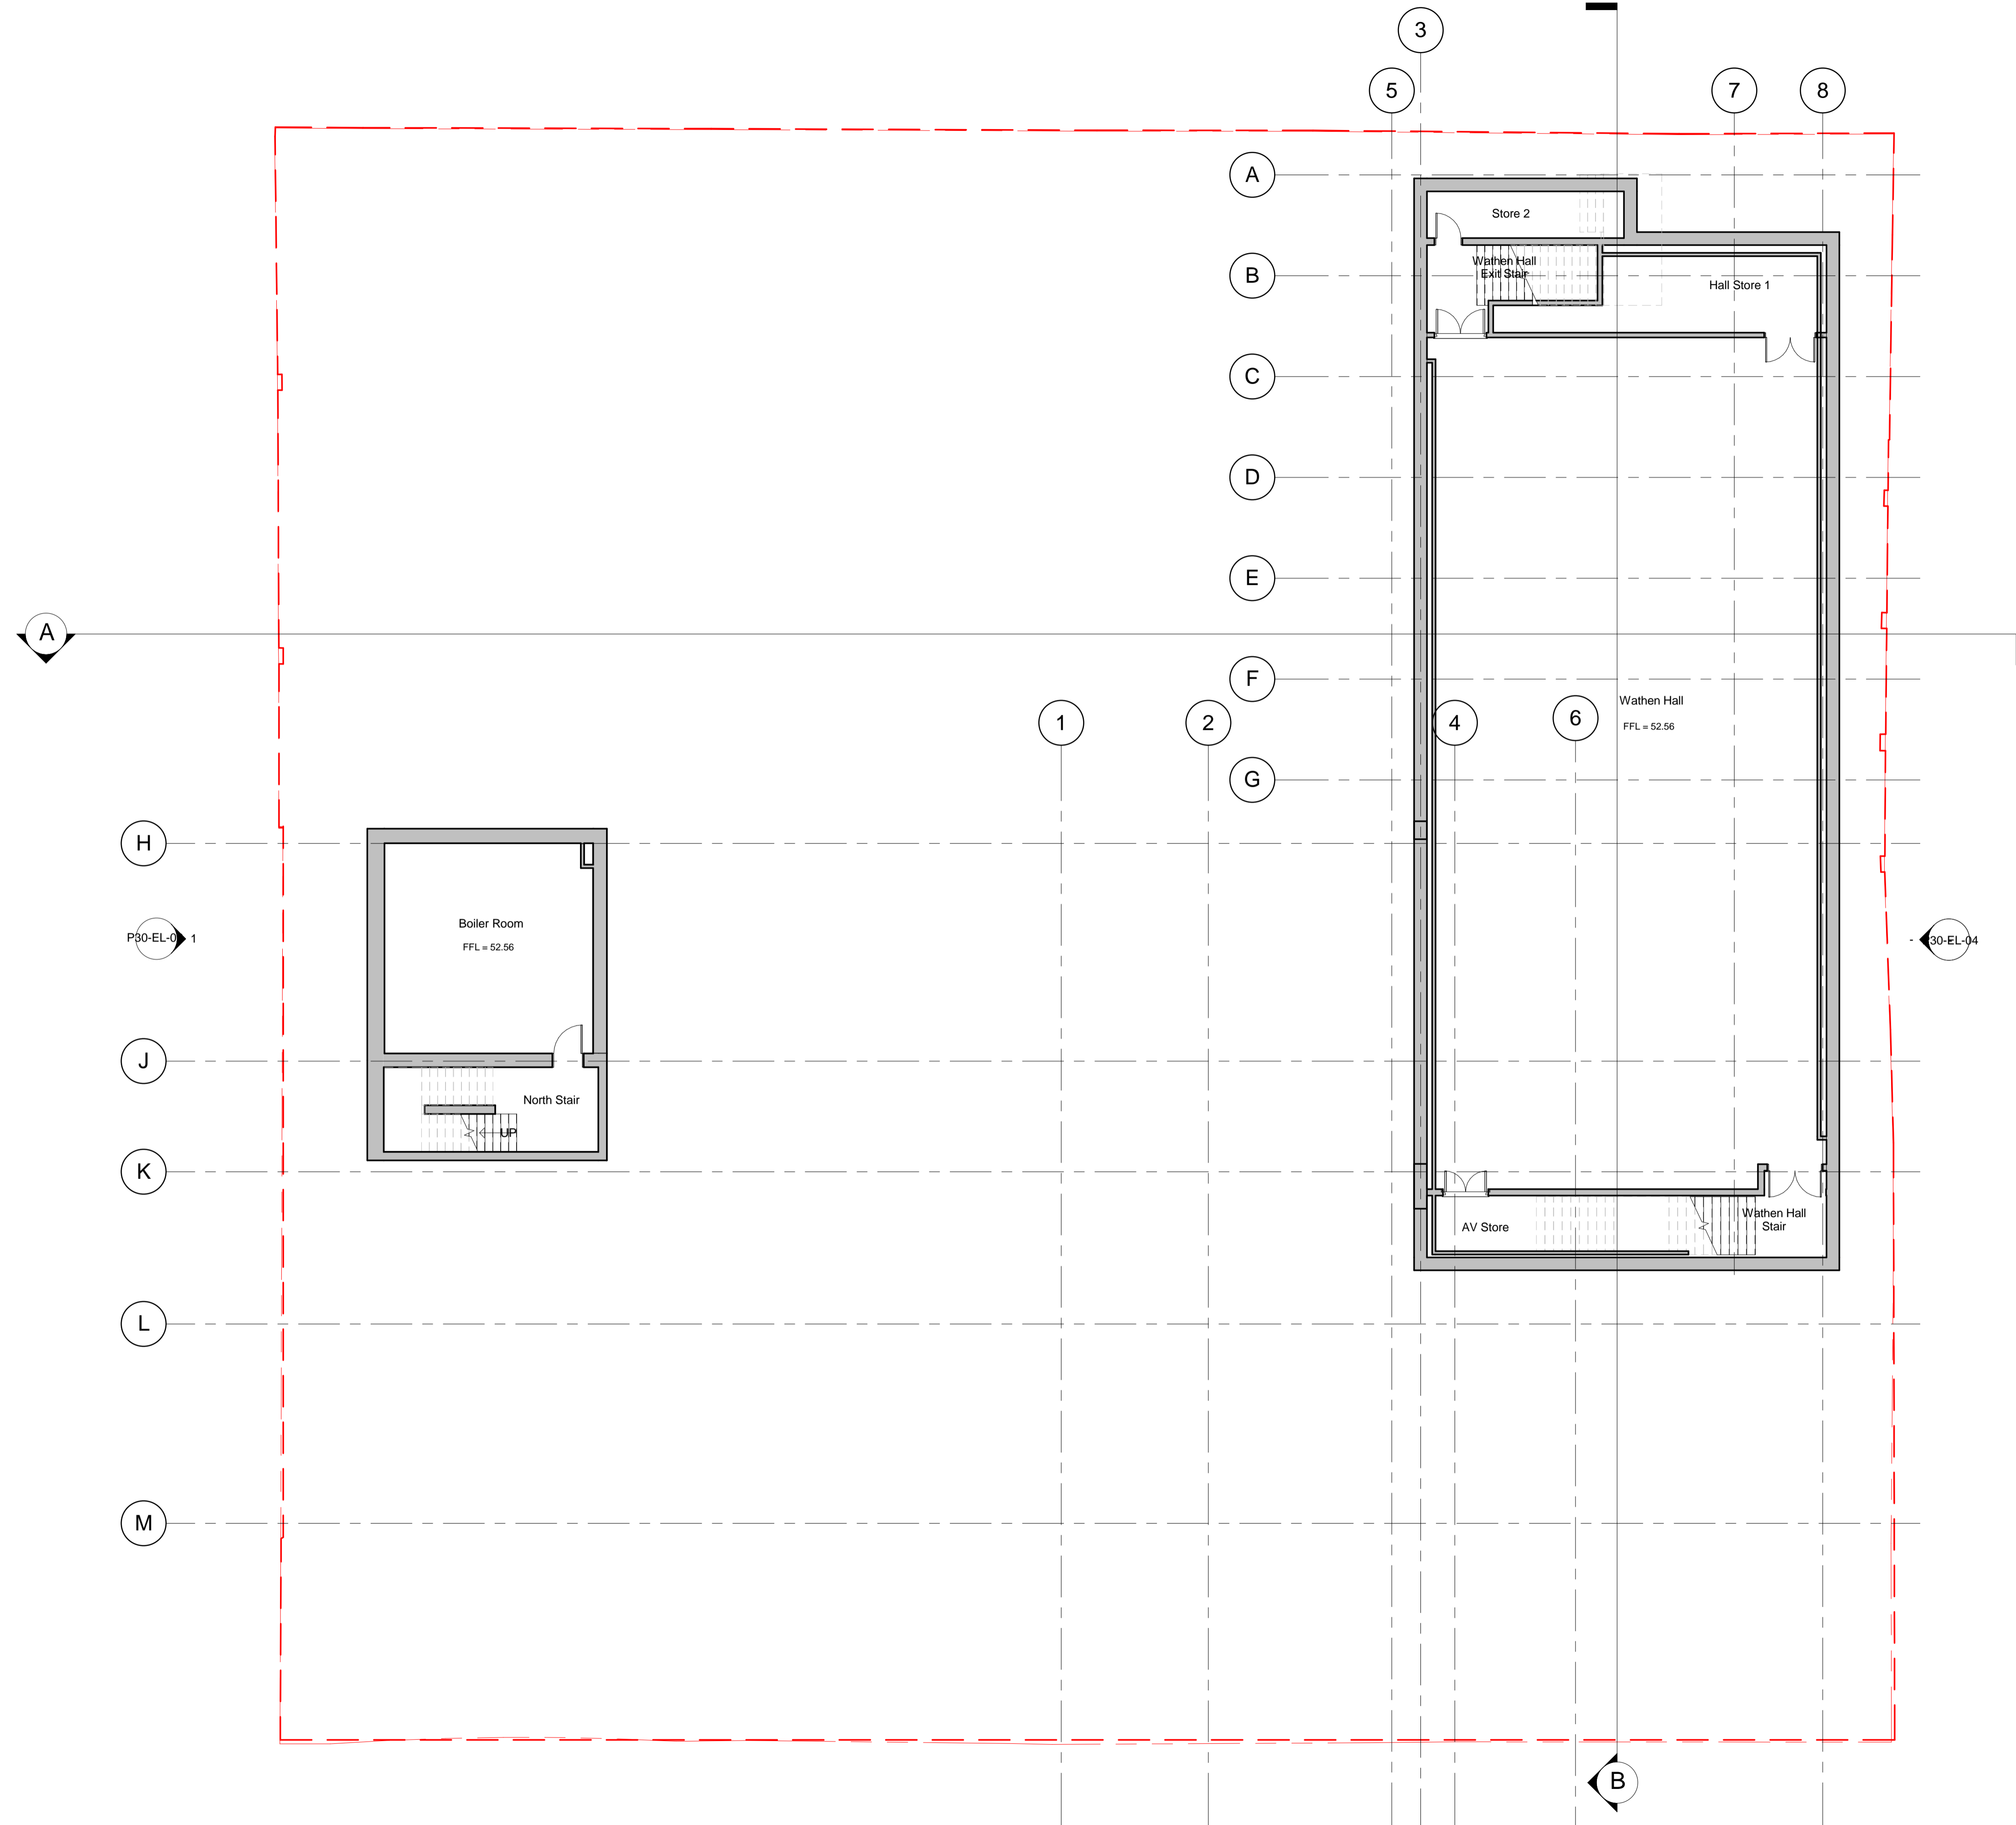 3
5
7
8
A
Store 2
B
Wathen Hall
Exit Stair
Hall Store 1
C
D
E
A
F
Wathen Hall
FFL = 52.56
1
2
4
6
G
H
Boiler Room
FFL = 52.56
P30-EL-0
1
-
30-EL-04
J
North Stair
UP
K
Wathen Hall
Stair
AV Store
L
M
B